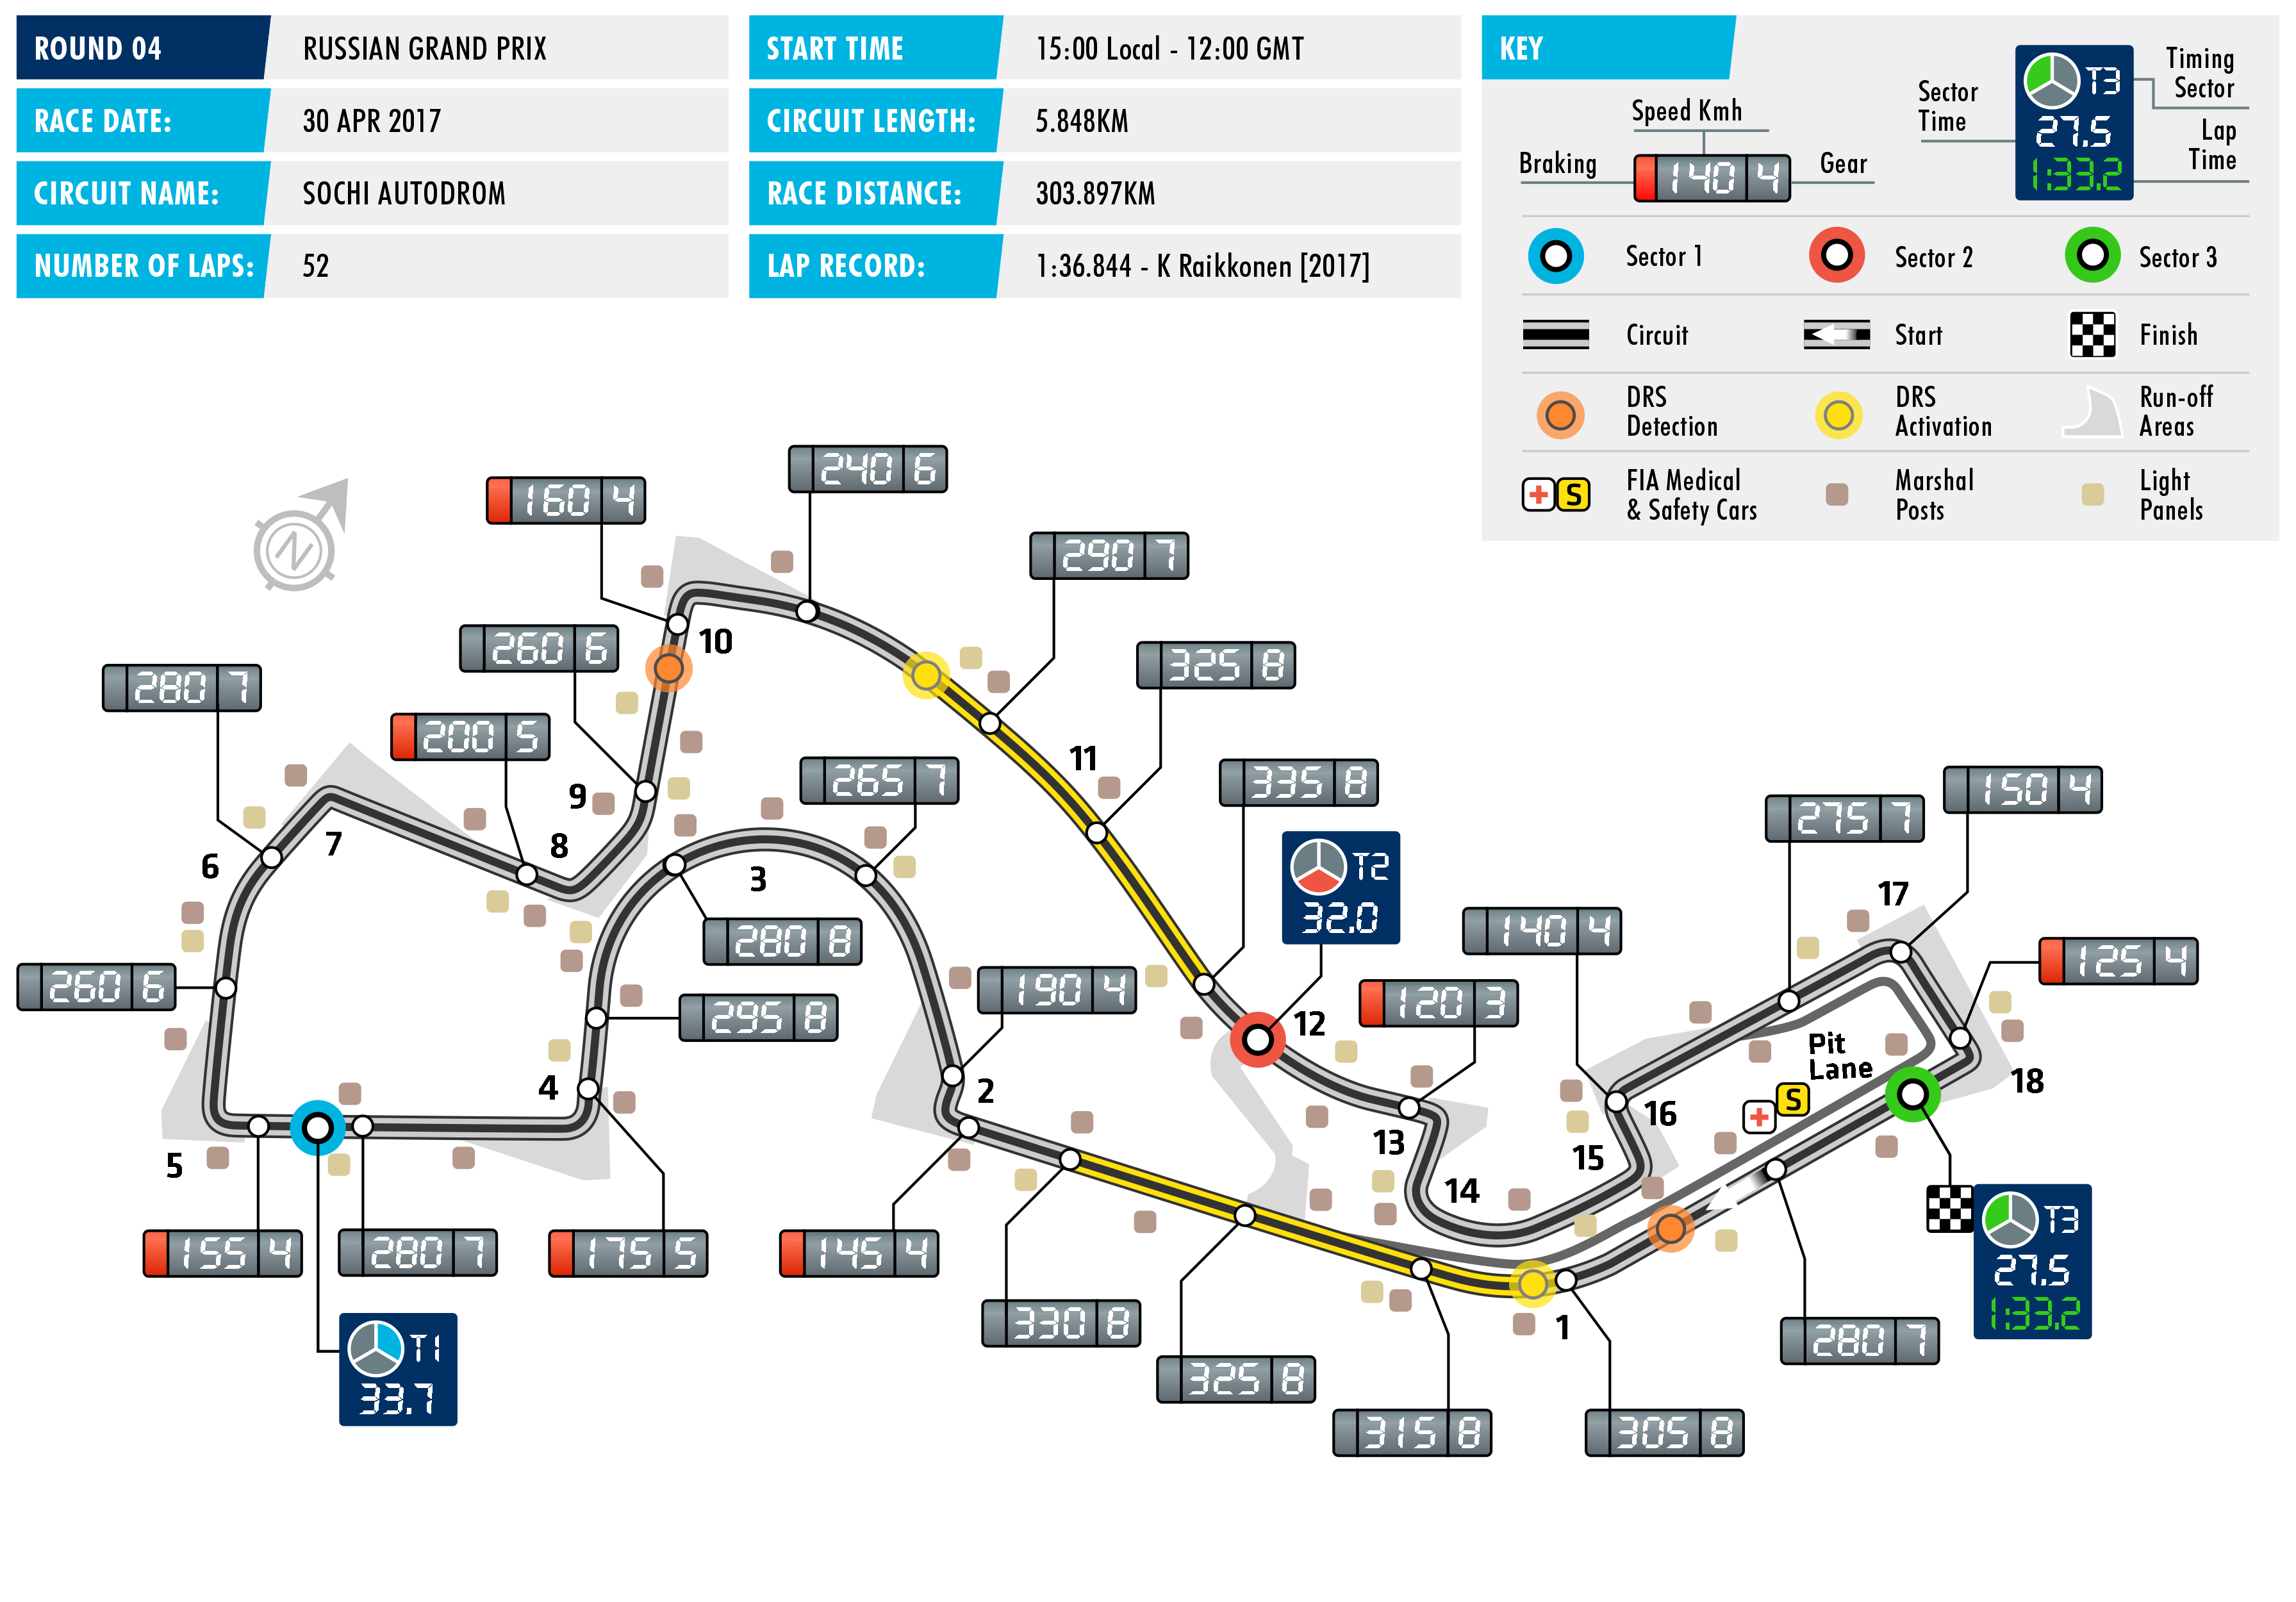 ROUND 04
RUSSIAN GRAND PRIX
RACE DATE:
30 APR 2017
CIRCUIT NAME:
SOCHI AUTODROM
NUMBER OF LAPS:
52
START TIME
15:00 Local - 12:00 GMT
CIRCUIT LENGTH:
5.848KM
RACE DISTANCE:
303.897KM
LAP RECORD:
1:36.844 - K Raikkonen [2017]
KEY
Speed Kmh
Braking
140 4
Gear
Sector
Time
T3
27.5
1:33.2
Timing
Sector
Lap
Time
Sector 1
Sector 2
Sector 3
Circuit
Start
Finish
DRS
Detection
DRS
Activation
Run-off
Areas
S
FIA Medical
& Safety Cars
Marshal
Posts
Light
Panels
N
240 6
160 4
290 7
10
260 6
325 8
280 7
200 5
11
265 7
335 8
150 4
9
275 7
8
7
6
3
T2
32.0
17
280 8
140 4
125 4
260 6
190 4
295 8
120 3
12
Pit
Lane
18
4
2
S
16
13
15
5
14
155 4
280 7
175 5
145 4
T3
27.5
1:33.2
330 8
1
280 7
T1
33.7
325 8
315 8
305 8